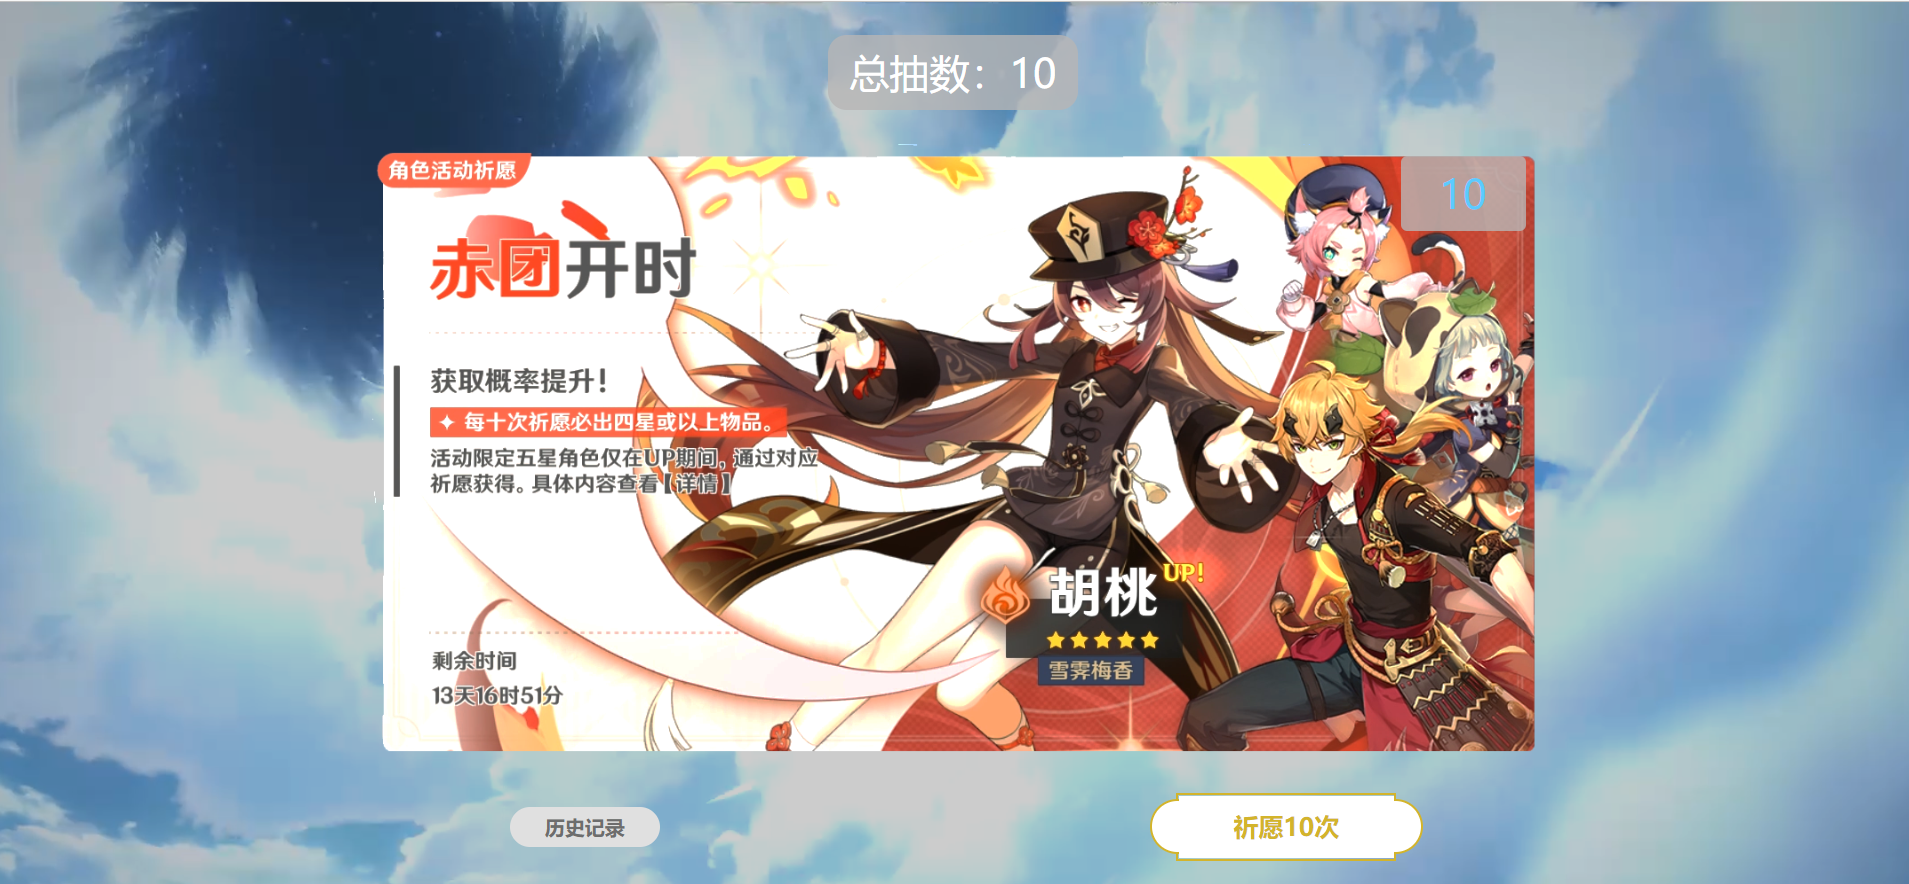 总抽数：10
角色活动祈愿
10
赤团开时
获取概率提升！
每十次祈愿必出四星或以上物品。
活动限定五星角色仅在UP期间，通过对应
祈愿获得。具体内容查看【详情】
胡桃 UP!
雪霁梅香
剩余时间
13天16时51分
历史记录
祈愿10次